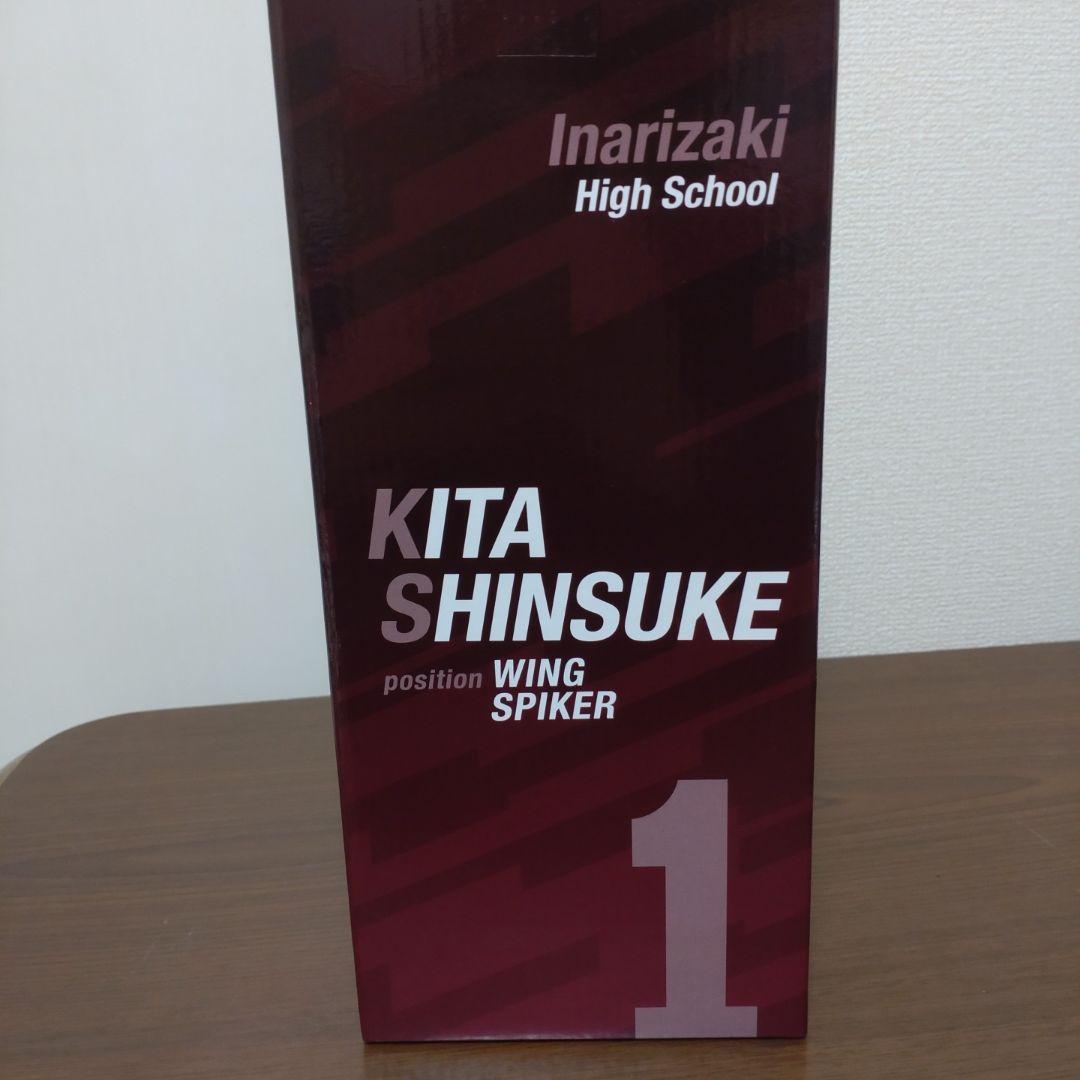 Inarizaki
High School
KITA
SHINSUKE
position WING
SPIKER
1